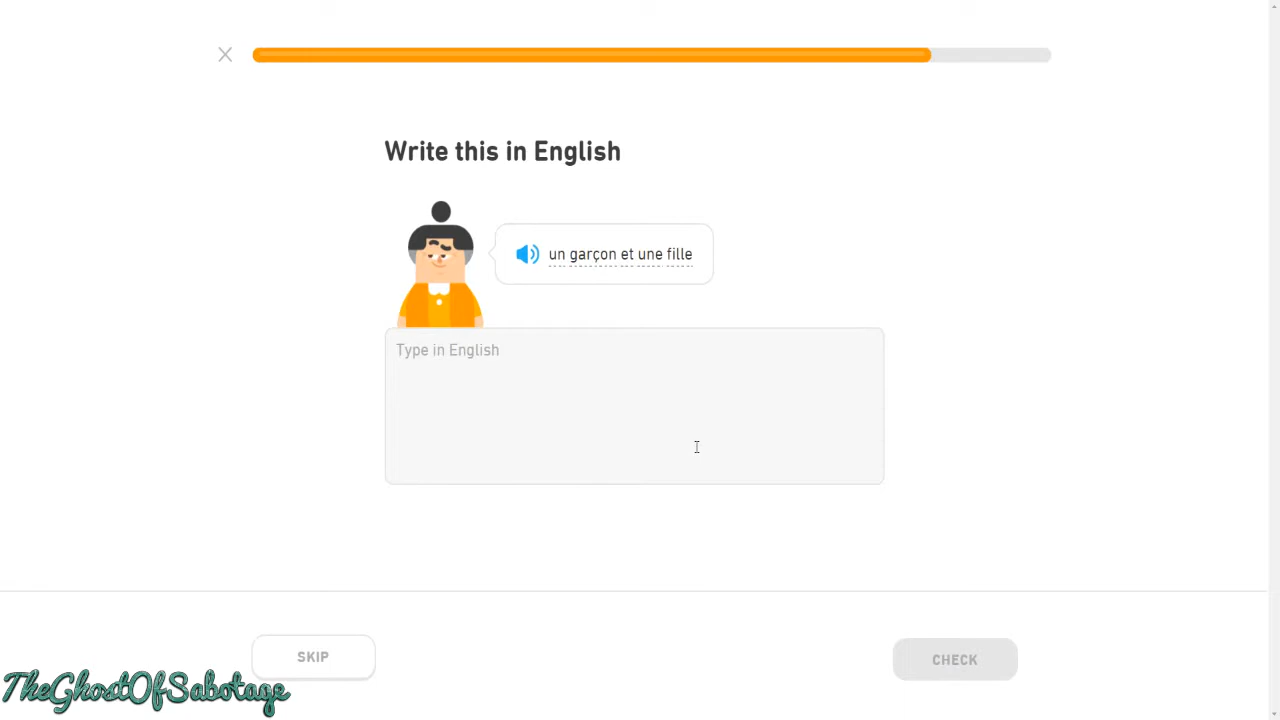 Write this in English
un garçon et une fille
Type in English
SKIP
CHECK
TheGhostOfSabotage